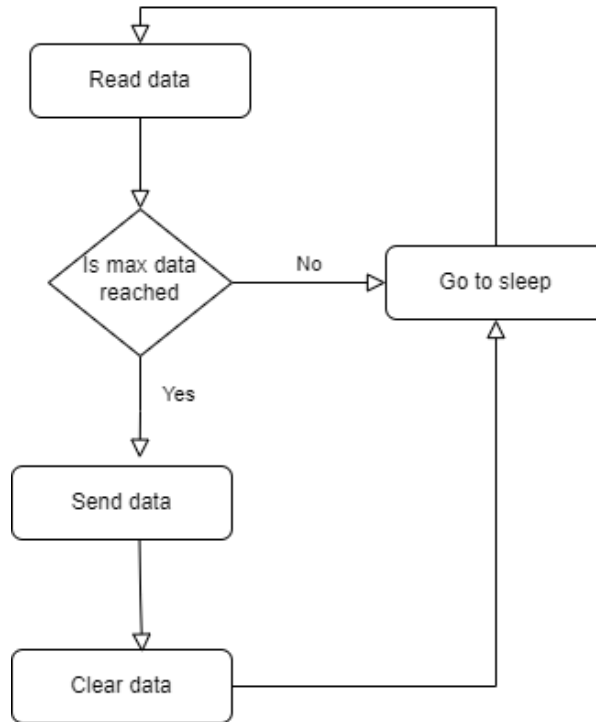 Read data
Is max data
reached
No
Go to sleep
Yes
Send data
Clear data